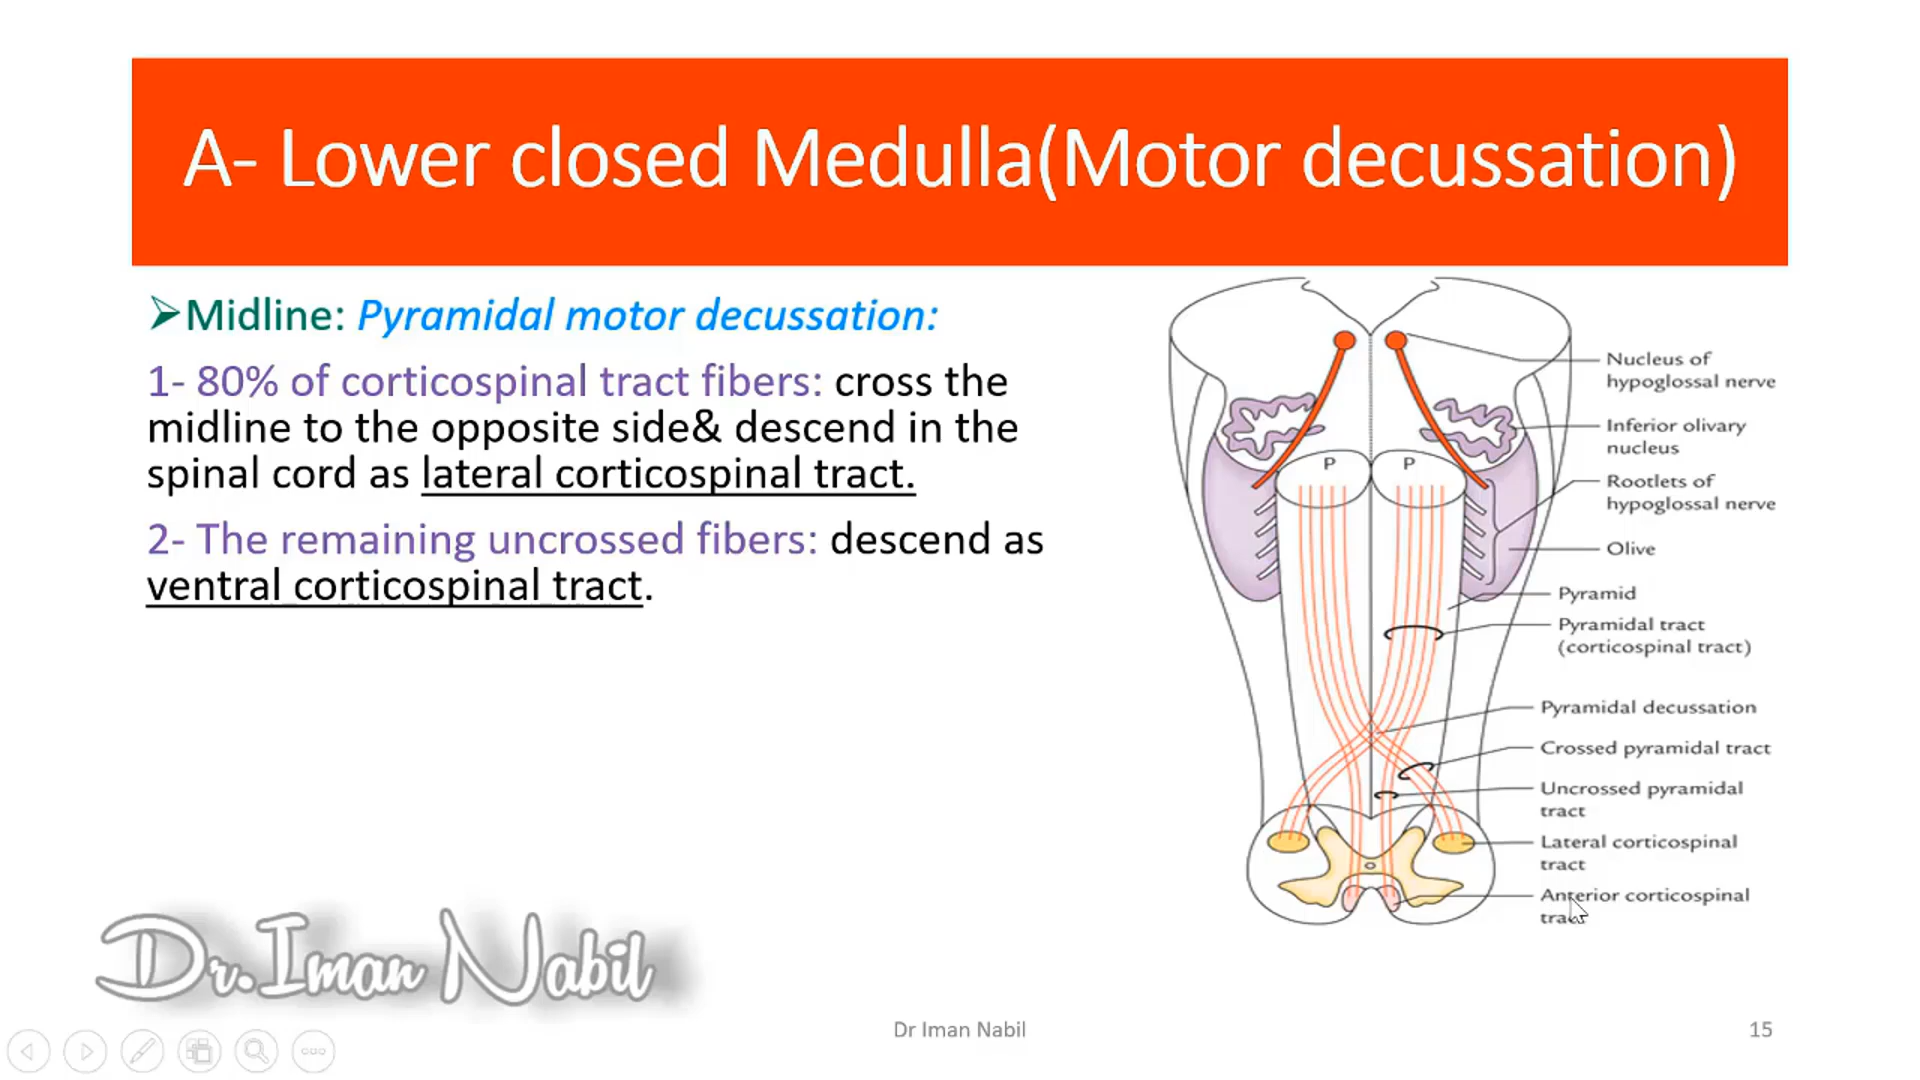 A- Lower closed Medulla(Motor decussation)
➢Midline: Pyramidal motor decussation:
1- 80% of corticospinal tract fibers: cross the
midline to the opposite side& descend in the
spinal cord as lateral corticospinal tract.
2- The remaining uncrossed fibers: descend as
ventral corticospinal tract.
P
P
Nucleus of
hypoglossal nerve
Inferior olivary
nucleus
Rootlets of
hypoglossal nerve
Olive
Pyramid
Pyramidal tract
(corticospinal tract)
Pyramidal decussation
Crossed pyramidal tract
Uncrossed pyramidal
tract
Lateral corticospinal
tract
Anterior corticospinal
tract
Dr.Iman Nabil
Dr Iman Nabil
15